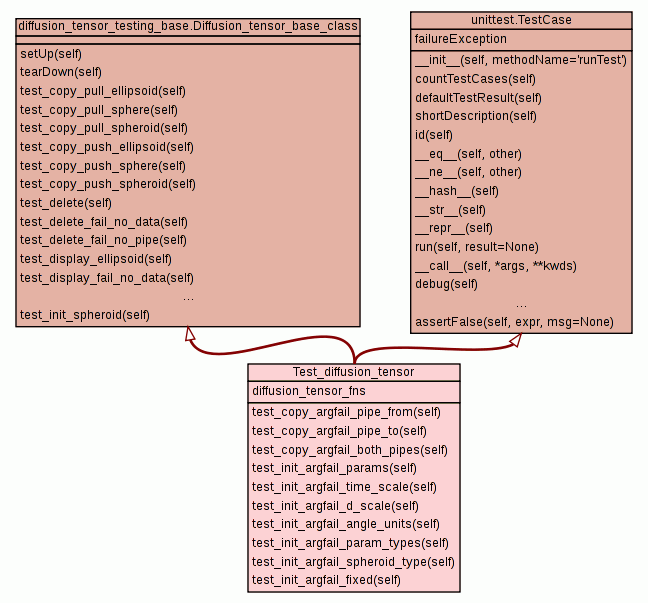 diffusion_tensor_testing_base.Diffusion_tensor_base_class
setUp(self)
tearDown(self)
test_copy_pull_ellipsoid(self)
test_copy_pull_sphere(self)
test_copy_pull_spheroid(self)
test_copy_push_ellipsoid(self)
test_copy_push_sphere(self)
test_copy_push_spheroid(self)
test_delete(self)
test_delete_fail_no_data(self)
test_delete_fail_no_pipe(self)
test_display_ellipsoid(self)
test_display_fail_no_data(self)
...
test_init_spheroid(self)
unittest.TestCase
failureException
__init__(self, methodName='runTest')
countTestCases(self)
defaultTestResult(self)
shortDescription(self)
id(self)
__eq__(self, other)
__ne__(self, other)
__hash__(self)
__str__(self)
__repr__(self)
run(self, result=None)
__call__(self, *args, **kwds)
debug(self)
...
assertFalse(self, expr, msg=None)
Test_diffusion_tensor
diffusion_tensor_fns
test_copy_argfail_pipe_from(self)
test_copy_argfail_pipe_to(self)
test_copy_argfail_both_pipes(self)
test_init_argfail_params(self)
test_init_argfail_time_scale(self)
test_init_argfail_d_scale(self)
test_init_argfail_angle_units(self)
test_init_argfail_param_types(self)
test_init_argfail_spheroid_type(self)
test_init_argfail_fixed(self)